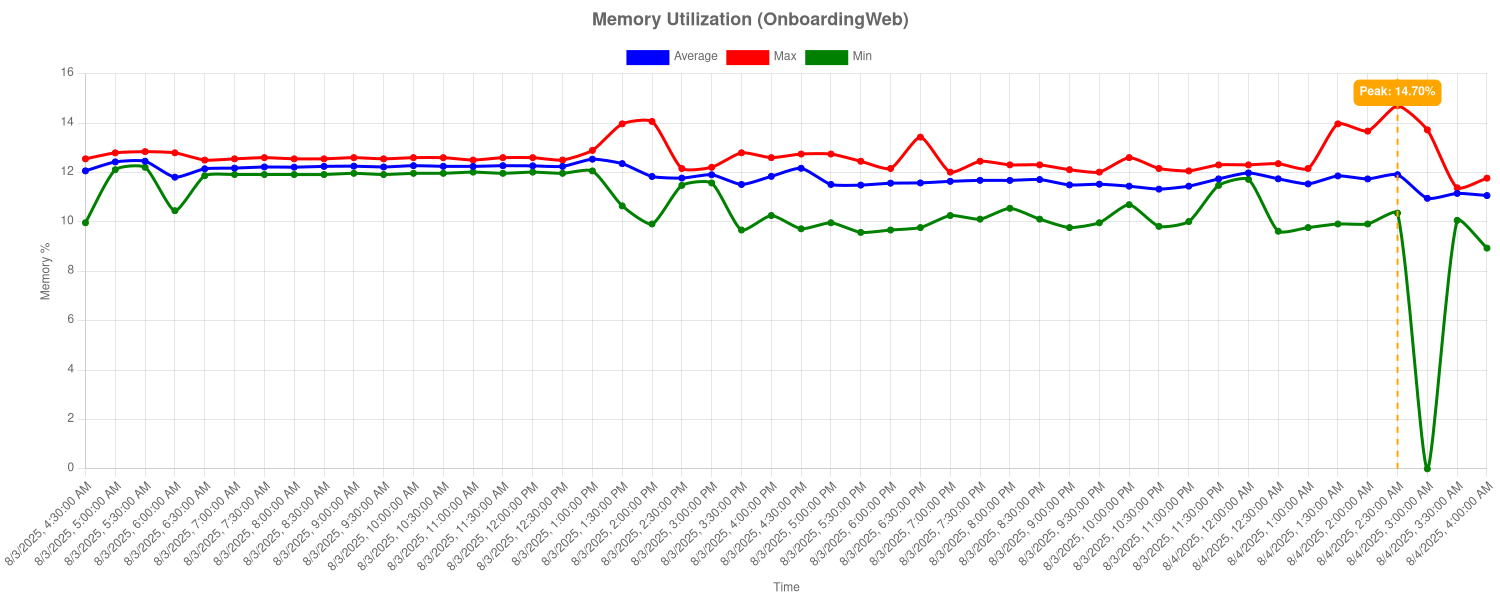 Memory Utilization (OnboardingWeb)
Average Max Min
Peak: 14.70%
16
14
12
10
8
6
4
2
0
Memory %
8/3/2025, 4:30:00 AM
8/3/2025, 5:00:00 AM
8/3/2025, 5:30:00 AM
8/3/2025, 6:00:00 AM
8/3/2025, 6:30:00 AM
8/3/2025, 7:00:00 AM
8/3/2025, 7:30:00 AM
8/3/2025, 8:00:00 AM
8/3/2025, 8:30:00 AM
8/3/2025, 9:00:00 AM
8/3/2025, 9:30:00 AM
8/3/2025, 10:00:00 AM
8/3/2025, 10:30:00 AM
8/3/2025, 11:00:00 AM
8/3/2025, 11:30:00 AM
8/3/2025, 12:00:00 PM
8/3/2025, 12:30:00 PM
8/3/2025, 1:00:00 PM
8/3/2025, 1:30:00 PM
8/3/2025, 2:00:00 PM
8/3/2025, 2:30:00 PM
8/3/2025, 3:00:00 PM
8/3/2025, 3:30:00 PM
8/3/2025, 4:00:00 PM
8/3/2025, 4:30:00 PM
8/3/2025, 5:00:00 PM
8/3/2025, 5:30:00 PM
8/3/2025, 6:00:00 PM
8/3/2025, 6:30:00 PM
8/3/2025, 7:00:00 PM
8/3/2025, 7:30:00 PM
8/3/2025, 8:00:00 PM
8/3/2025, 8:30:00 PM
8/3/2025, 9:00:00 PM
8/3/2025, 9:30:00 PM
8/3/2025, 10:00:00 PM
8/3/2025, 10:30:00 PM
8/3/2025, 11:00:00 PM
8/3/2025, 11:30:00 PM
8/4/2025, 12:00:00 AM
8/4/2025, 12:30:00 AM
8/4/2025, 1:00:00 AM
8/4/2025, 1:30:00 AM
8/4/2025, 2:00:00 AM
8/4/2025, 2:30:00 AM
8/4/2025, 3:00:00 AM
8/4/2025, 3:30:00 AM
8/4/2025, 4:00:00 AM
Time